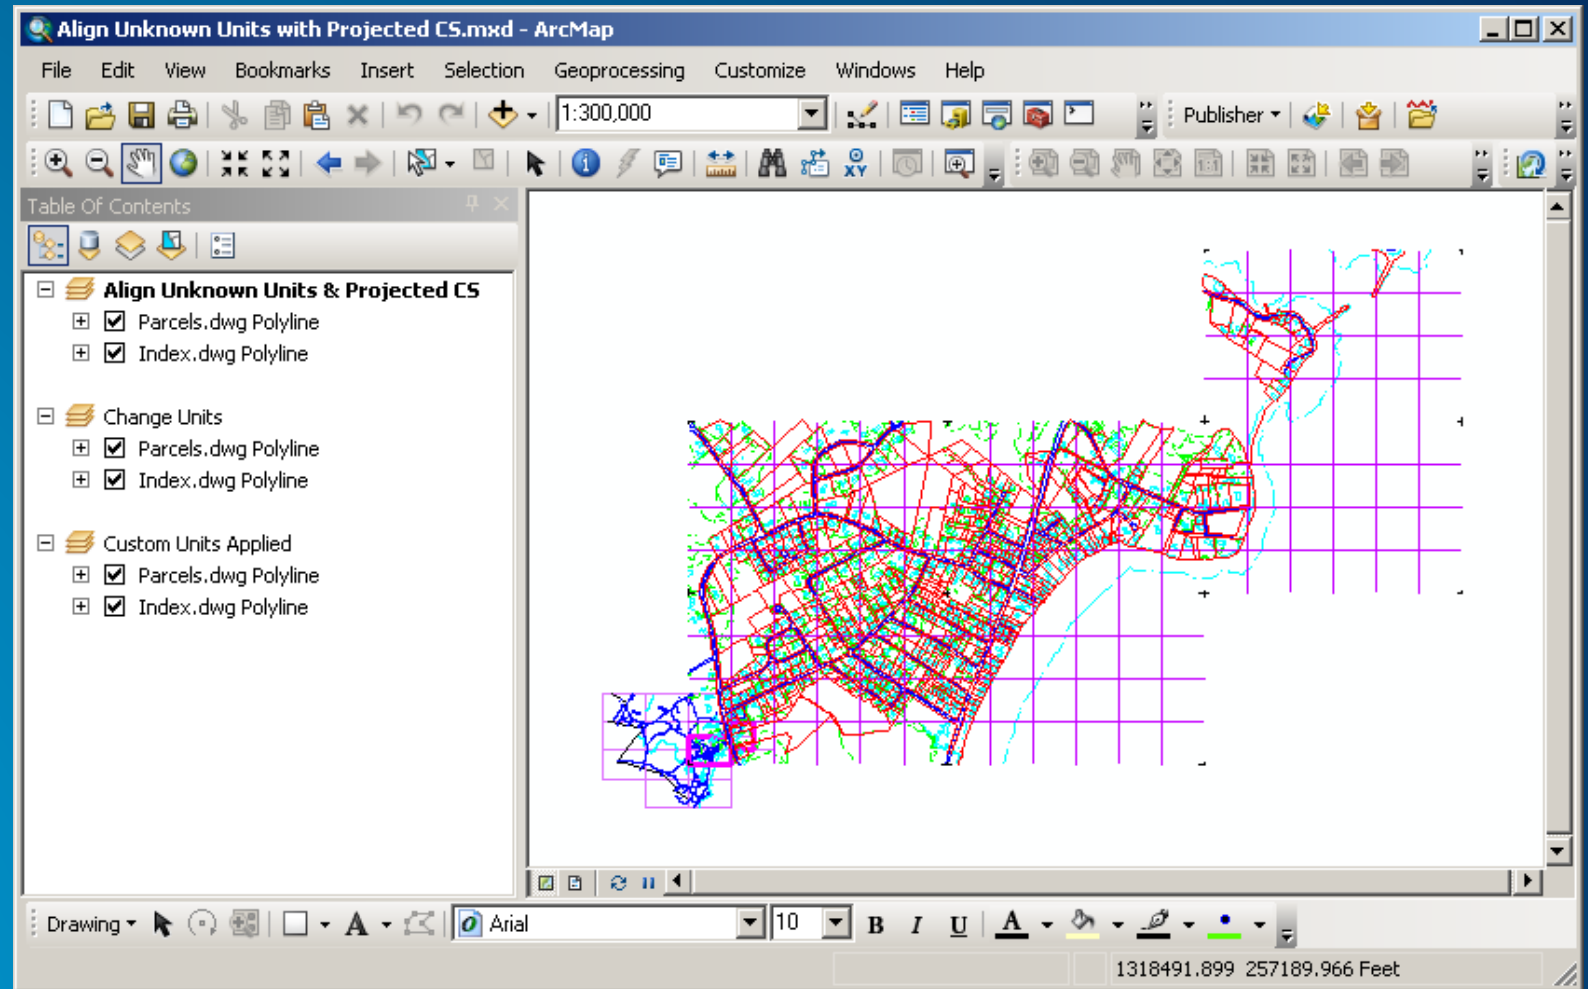 Align Unknown Units with Projected CS.mxd - ArcMap
File Edit View Bookmarks Insert Selection Geoprocessing Customize Windows Help
1:300,000
Publisher
1:1
XY
Table Of Contents
Align Unknown Units & Projected CS
Parcels.dwg Polyline
Index.dwg Polyline
Change Units
Parcels.dwg Polyline
Index.dwg Polyline
Custom Units Applied
Parcels.dwg Polyline
Index.dwg Polyline
Drawing A Arial 10 B I U A
1318491.899 257189.966 Feet